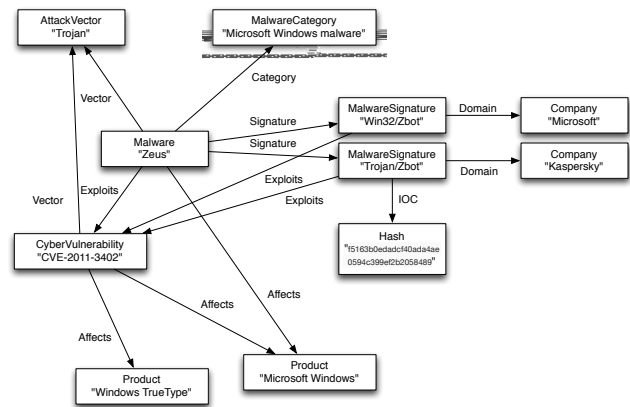 AttackVector
"Trojan"
MalwareCategory
"Microsoft Windows malware"
Category
Vector
MalwareSignature
"Win32/Zbot"
Domain
Company
"Microsoft"
Signature
Malware
"Zeus"
Signature
MalwareSignature
"Trojan/Zbot"
Company
"Kaspersky"
Domain
Exploits
Exploits
Vector
Exploits
IOC
CyberVulnerability
"CVE-2011-3402"
Hash
"f5163b0edadcf40ada4ae
0594c399ef2b2058489"
Affects
Affects
Affects
Product
"Windows TrueType"
Product
"Microsoft Windows"